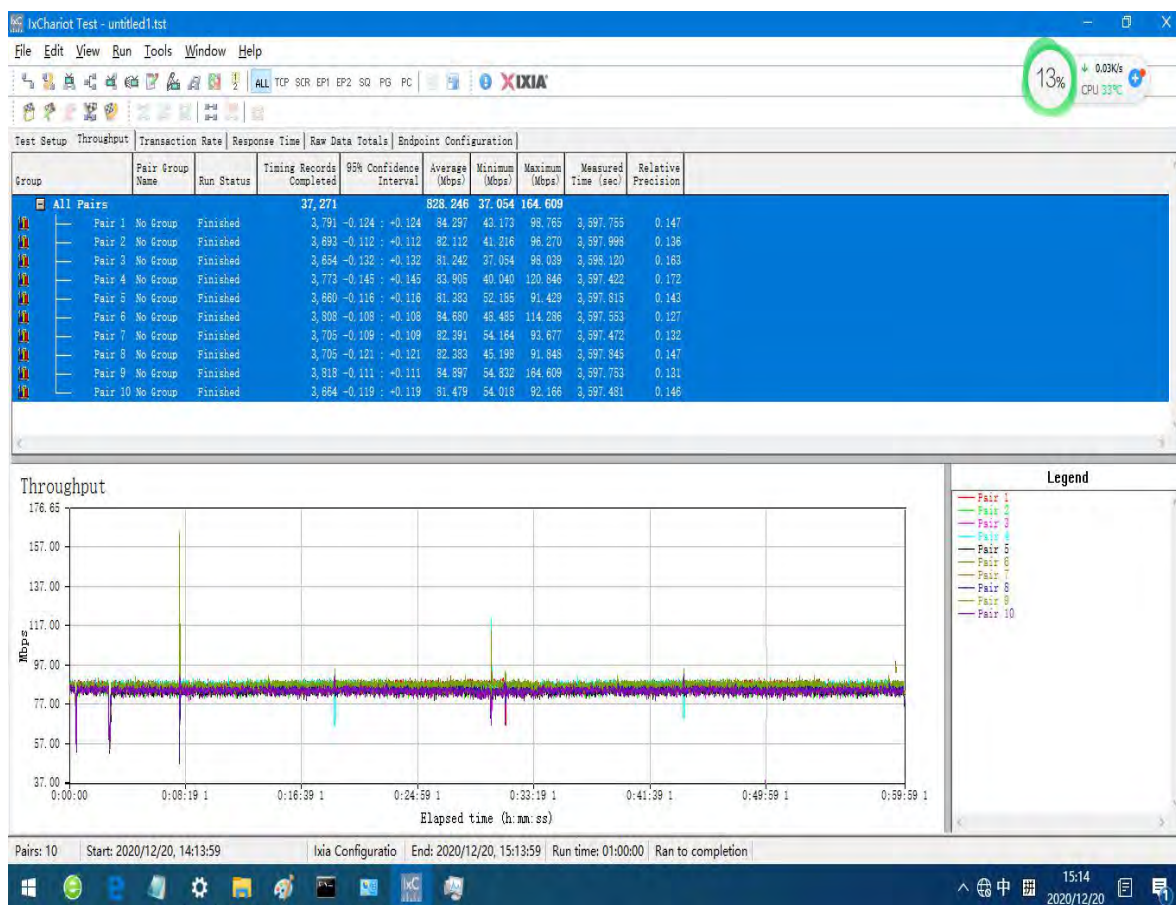 IxChariot Test - untitled1.tst
File Edit View Run Tools Window Help
ALL TCP SCR EP1 EP2 SQ PG PC XIXIA
13% 0.03K/s
CPU 33°C
Test Setup Throughput Transaction Rate Response Time Raw Data Totals Endpoint Configuration
Group Pair Group Name Run Status Timing Records Completed 95% Confidence Interval Average (Mbps) Minimum (Mbps) Maximum (Mbps) Measured Time (sec) Relative Precision
All Pairs 37,271 828.246 37.054 164.609
Pair 1 No Group Finished 3,791 -0.124 : +0.124 84.297 43.173 98.765 3,597.755 0.147
Pair 2 No Group Finished 3,693 -0.112 : +0.112 82.112 41.216 96.270 3,597.998 0.136
Pair 3 No Group Finished 3,654 -0.132 : +0.132 81.242 37.054 98.039 3,598.120 0.163
Pair 4 No Group Finished 3,773 -0.145 : +0.145 83.905 40.040 120.846 3,597.422 0.172
Pair 5 No Group Finished 3,660 -0.116 : +0.116 81.383 52.185 91.429 3,597.815 0.143
Pair 6 No Group Finished 3,808 -0.108 : +0.108 84.680 48.485 114.286 3,597.553 0.127
Pair 7 No Group Finished 3,705 -0.109 : +0.109 82.391 54.164 93.677 3,597.472 0.132
Pair 8 No Group Finished 3,705 -0.121 : +0.121 82.383 45.198 91.848 3,597.845 0.147
Pair 9 No Group Finished 3,818 -0.111 : +0.111 84.897 54.832 164.609 3,597.753 0.131
Pair 10 No Group Finished 3,664 -0.119 : +0.119 81.479 54.018 92.166 3,597.481 0.146
Throughput
176.65
157.00
137.00
117.00
97.00
77.00
57.00
37.00
Mbps
0:00:00 0:08:19 1 0:16:39 1 0:24:59 1 0:33:19 1 0:41:39 1 0:49:59 1 0:59:59 1
Elapsed time (h:mm:ss)
Legend
Pair 1
Pair 2
Pair 3
Pair 4
Pair 5
Pair 6
Pair 7
Pair 8
Pair 9
Pair 10
Pairs: 10 Start: 2020/12/20, 14:13:59 Ixia Configuratio End: 2020/12/20, 15:13:59 Run time: 01:00:00 Ran to completion
IxC
中 拼 15:14
2020/12/20